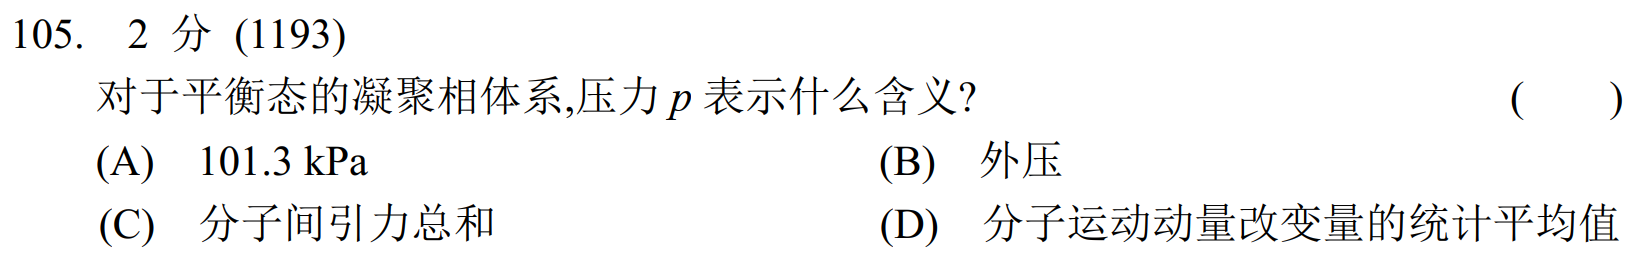 105. 2 分 (1193)
对于平衡态的凝聚相体系,压力 p 表示什么含义? ( )
(A) 101.3 kPa (B) 外压
(C) 分子间引力总和 (D) 分子运动动量改变量的统计平均值